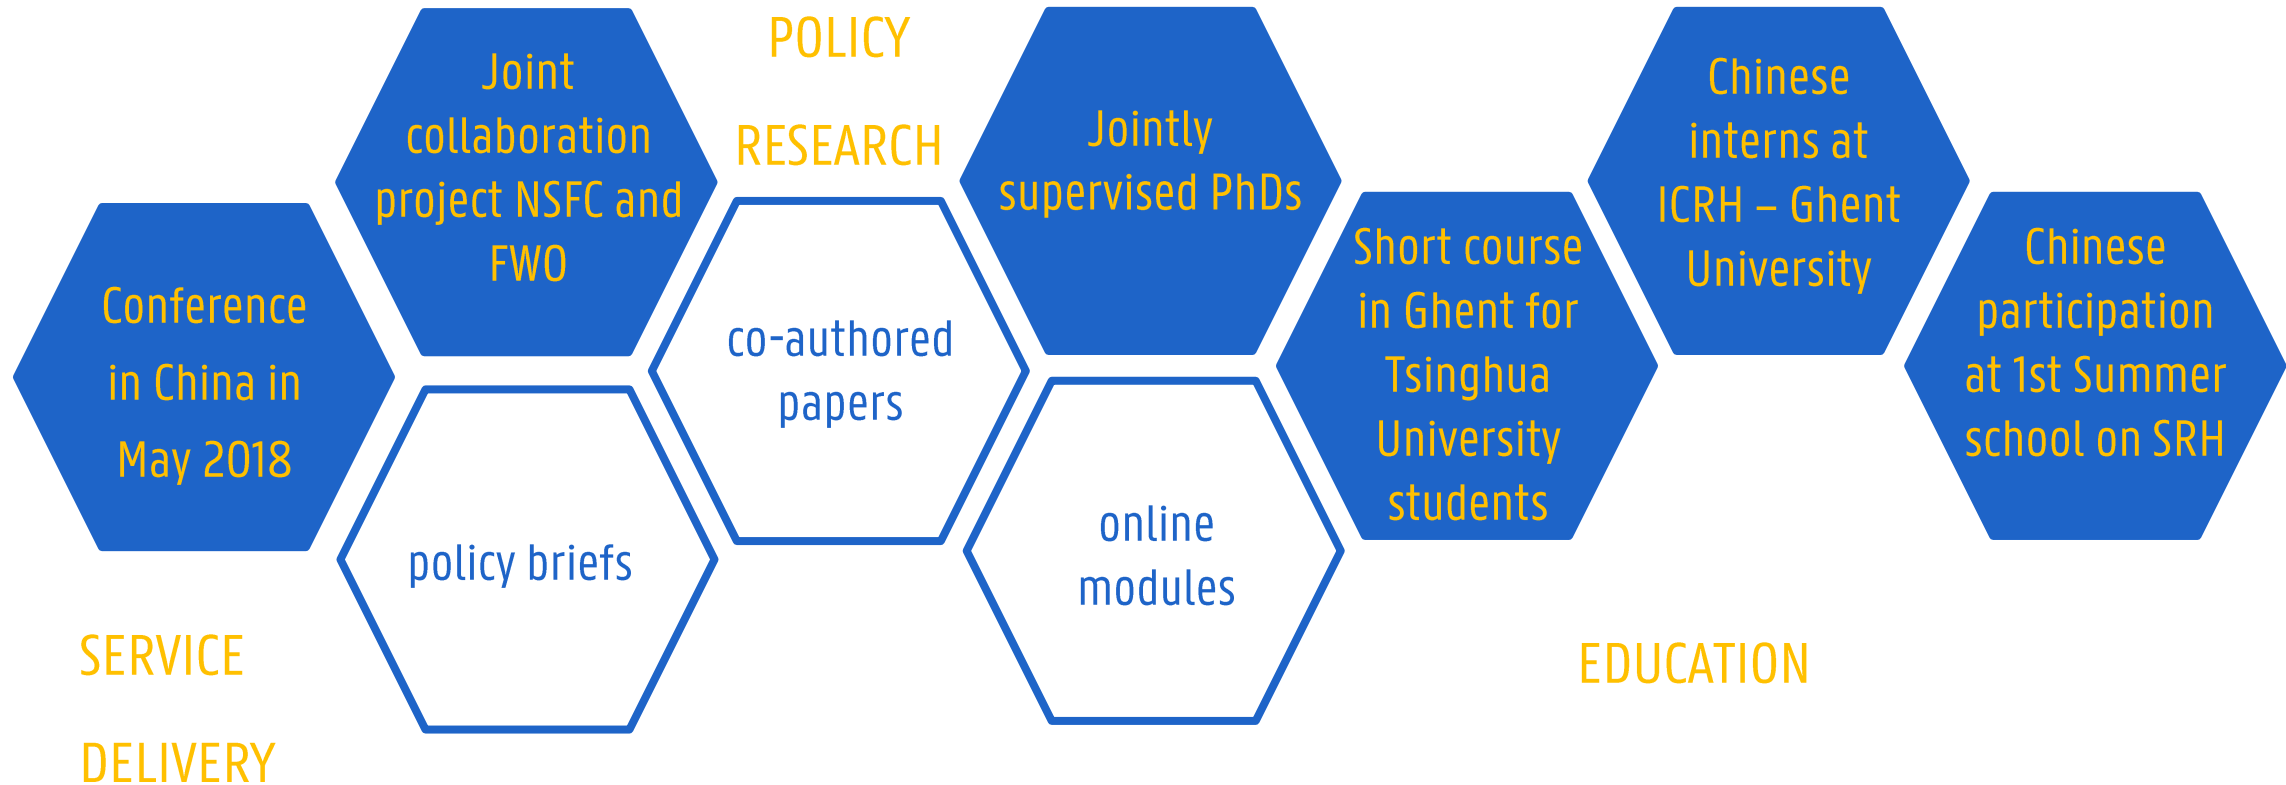 POLICY
RESEARCH
Joint
collaboration
project NSFC and
FWO
Jointly
supervised PhDs
Chinese
interns at
ICRH – Ghent
University
Conference
in China in
May 2018
co-authored
papers
Short course
in Ghent for
Tsinghua
University
students
Chinese
participation
at 1st Summer
school on SRH
policy briefs
online
modules
SERVICE
DELIVERY
EDUCATION